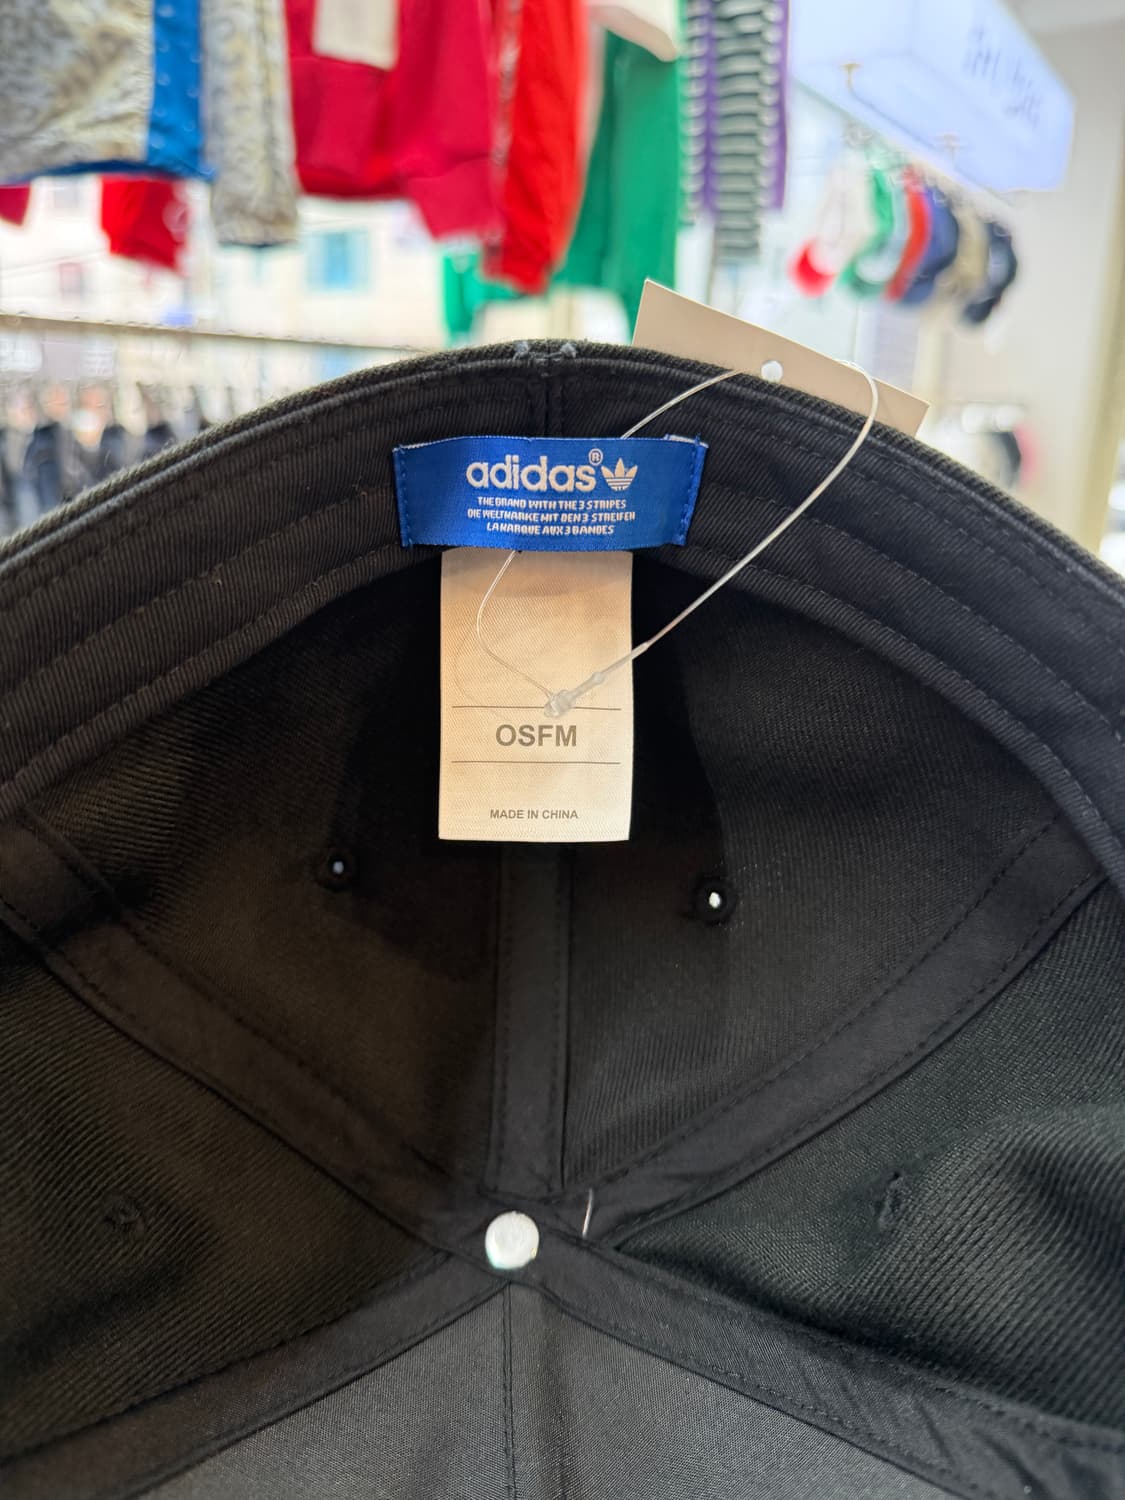 adidas®
THE BRAND WITH THE 3 STRIPES
DIE WELTMARKE MIT DEN 3 STREIFEN
LA MARQUE AUX 3 BANDES
OSFM
MADE IN CHINA